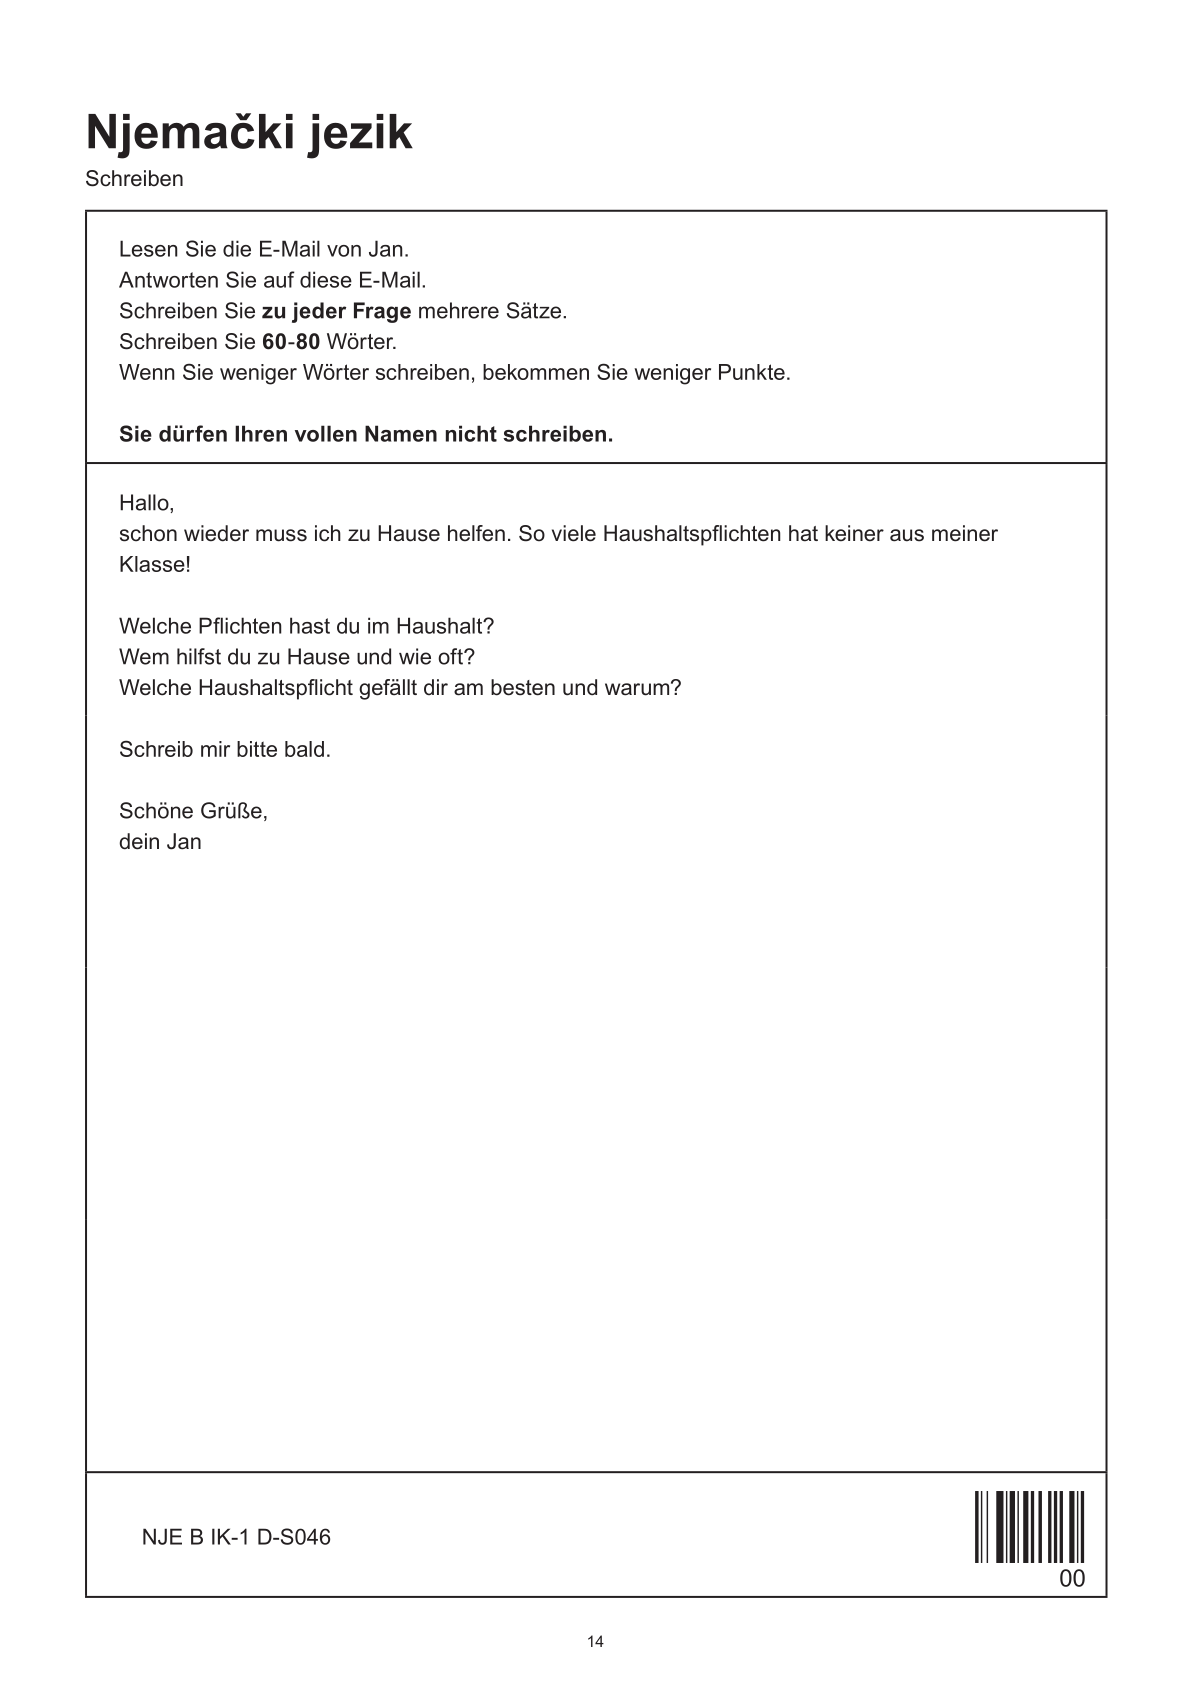 Njemački jezik
Schreiben
Lesen Sie die E-Mail von Jan.
Antworten Sie auf diese E-Mail.
Schreiben Sie zu jeder Frage mehrere Sätze.
Schreiben Sie 60-80 Wörter.
Wenn Sie weniger Wörter schreiben, bekommen Sie weniger Punkte.
Sie dürfen Ihren vollen Namen nicht schreiben.
Hallo,
schon wieder muss ich zu Hause helfen. So viele Haushaltspflichten hat keiner aus meiner
Klasse!
Welche Pflichten hast du im Haushalt?
Wem hilfst du zu Hause und wie oft?
Welche Haushaltspflicht gefällt dir am besten und warum?
Schreib mir bitte bald.
Schöne Grüße,
dein Jan
NJE B IK-1 D-S046
00
14